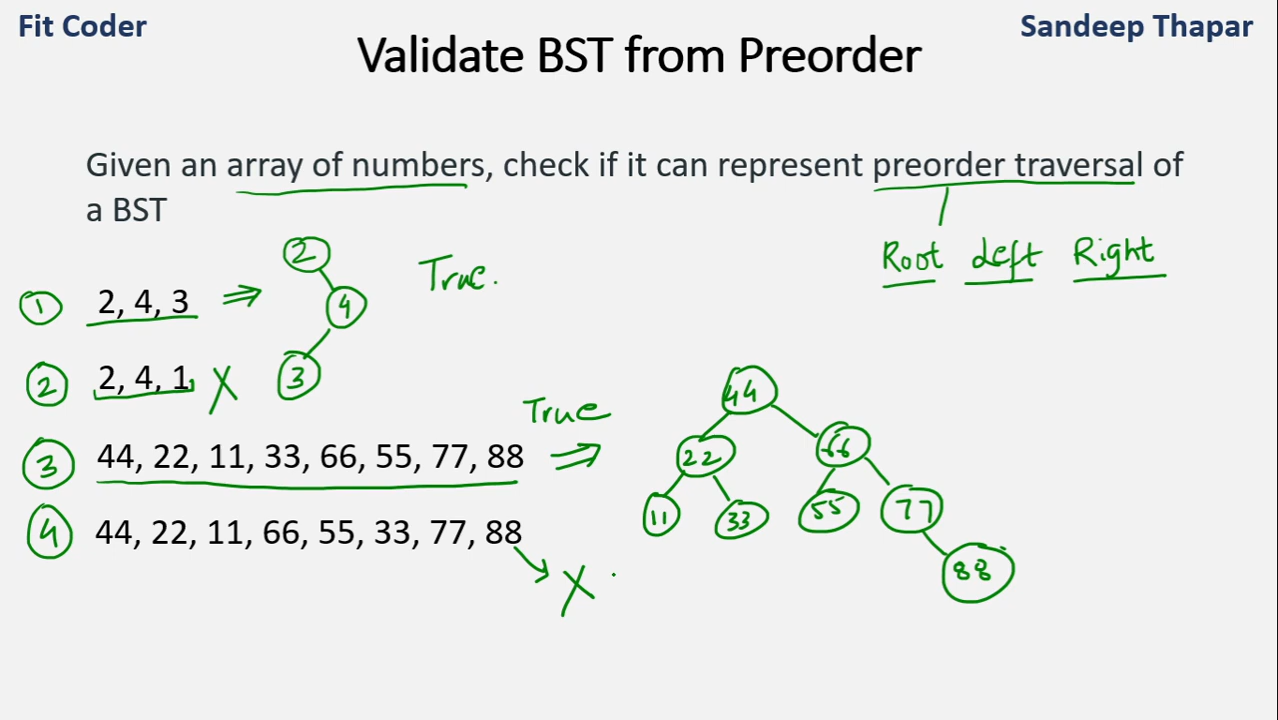 Fit Coder
Sandeep Thapar
Validate BST from Preorder
Given an array of numbers, check if it can represent preorder traversal of
a BST
Root Left Right
1 2, 4, 3 ⇒ True.
2
4
3
2 2, 4, 1 X
3 44, 22, 11, 33, 66, 55, 77, 88 ⇒ True
44
22 66
11 33 55 77
88
4 44, 22, 11, 66, 55, 33, 77, 88
X